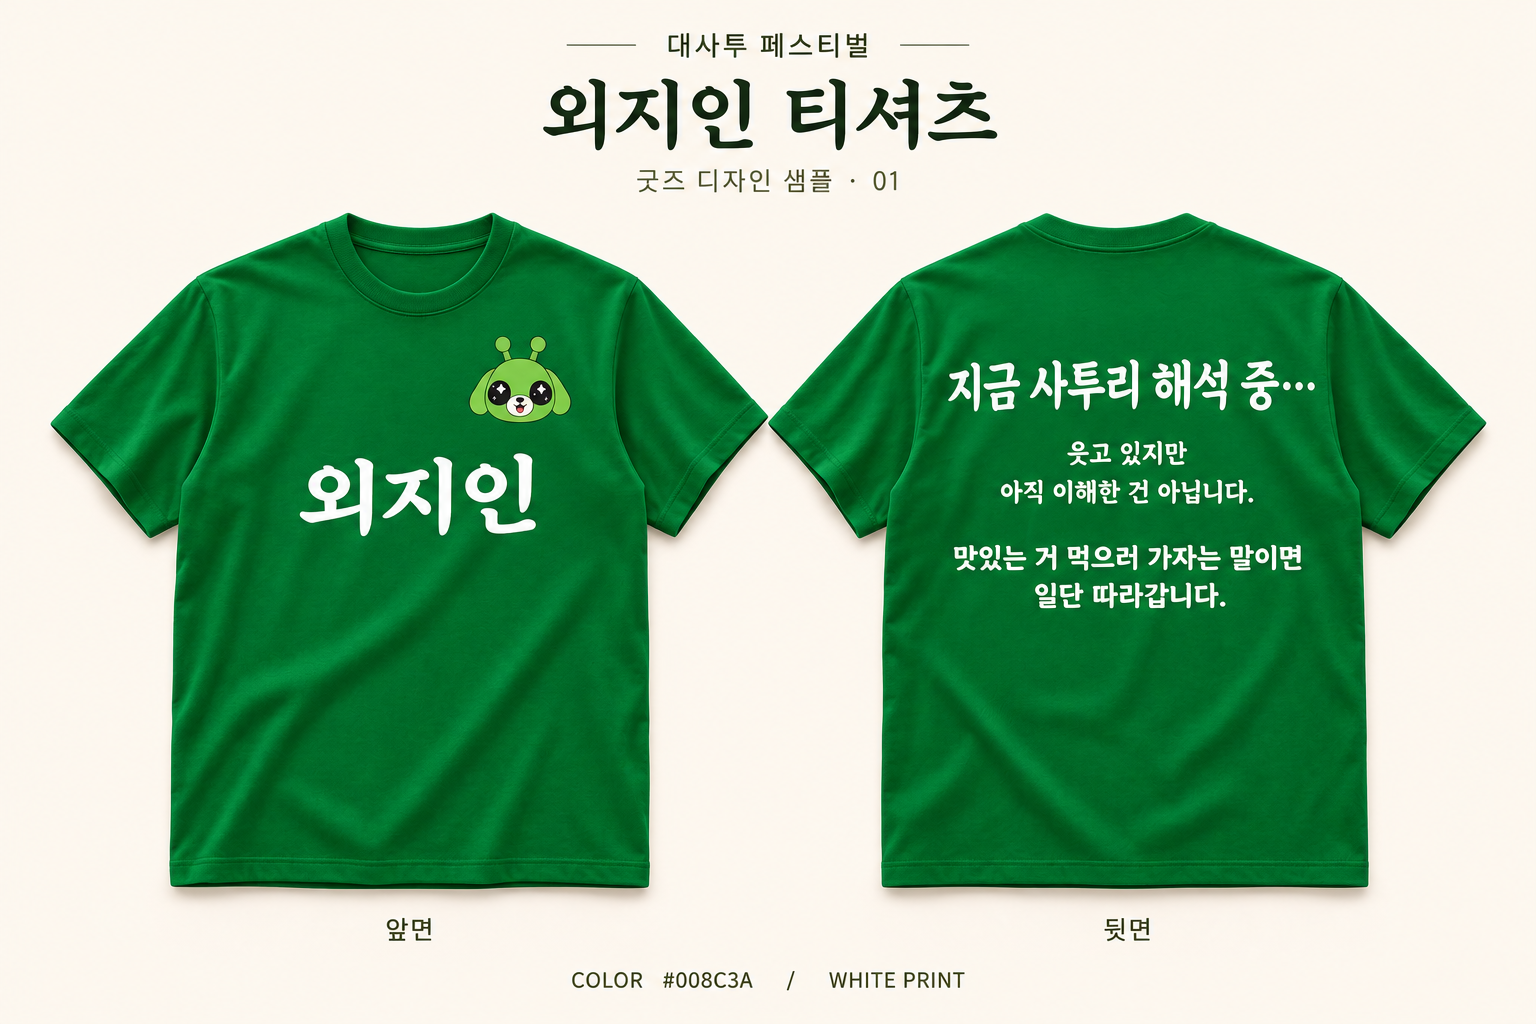 대사투 페스티벌
외지인 티셔츠
굿즈 디자인 샘플 · 01
외지인
지금 사투리 해석 중…
웃고 있지만
아직 이해한 건 아닙니다.
맛있는 거 먹으러 가자는 말이면
일단 따라갑니다.
앞면
뒷면
COLOR #008C3A / WHITE PRINT